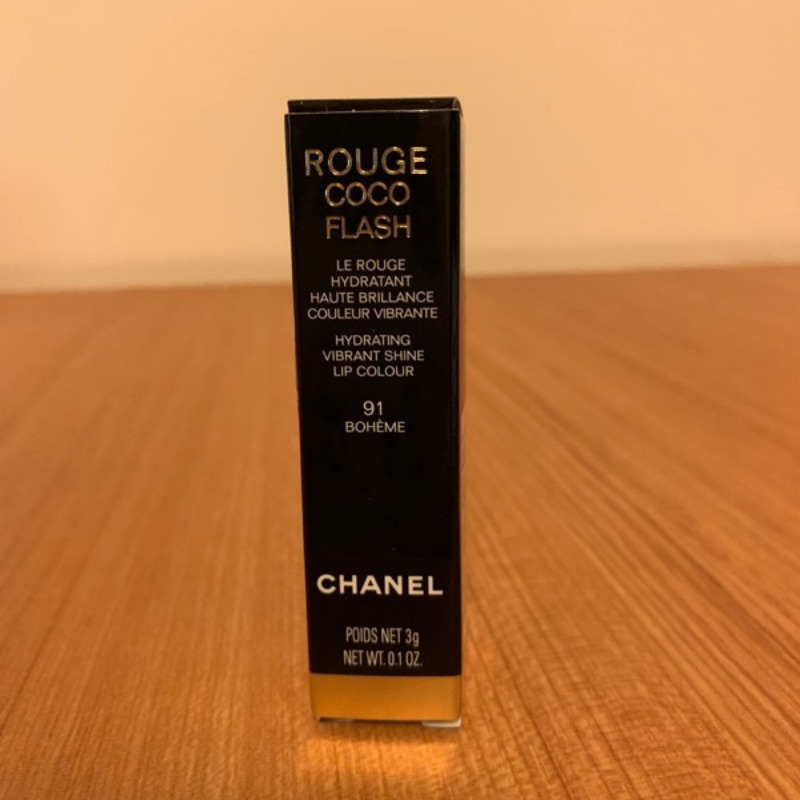 ROUGE
COCO
FLASH
LE ROUGE
HYDRATANT
HAUTE BRILLANCE
COULEUR VIBRANTE
HYDRATING
VIBRANT SHINE
LIP COLOUR
91
BOHÈME
CHANEL
POIDS NET 3g
NET WT. 0.1 OZ.